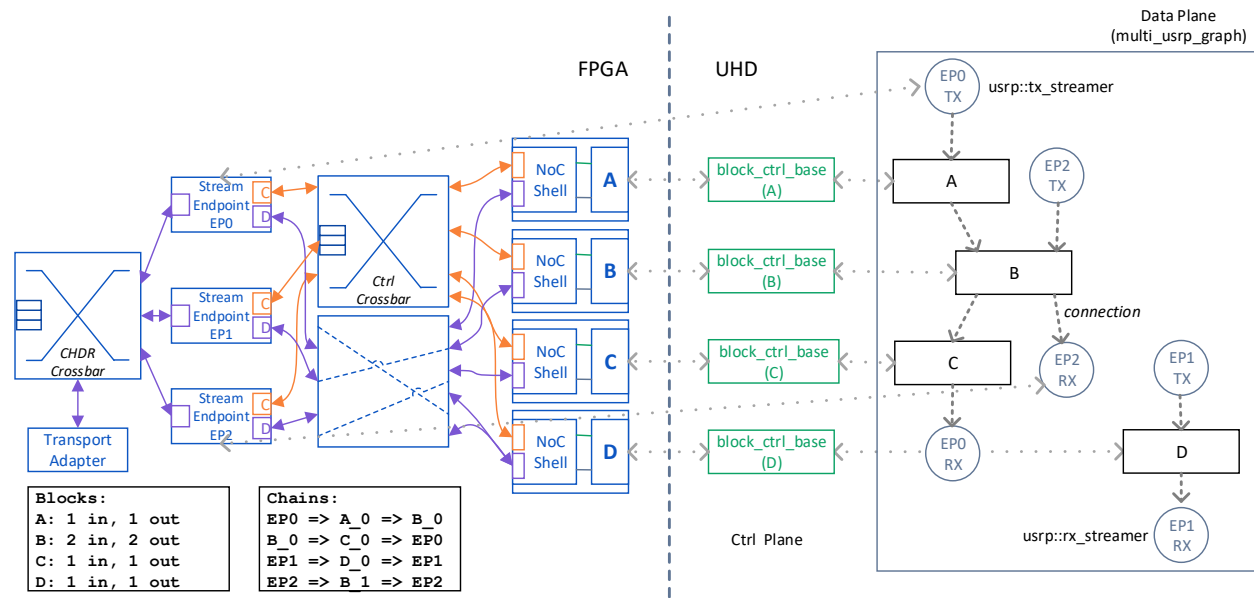 Data Plane
(multi_usrp_graph)
FPGA
UHD
EP0
TX
usrp::tx_streamer
Stream
Endpoint
EP0
C
D
NoC
Shell
A
block_ctrl_base
(A)
A
EP2
TX
Ctrl
Crossbar
NoC
Shell
B
block_ctrl_base
(B)
B
connection
CHDR
Crossbar
Stream
Endpoint
EP1
C
D
NoC
Shell
C
block_ctrl_base
(C)
C
EP2
RX
EP1
TX
Stream
Endpoint
EP2
C
D
Transport
Adapter
NoC
Shell
D
block_ctrl_base
(D)
EP0
RX
D
Blocks:
A: 1 in, 1 out
B: 2 in, 2 out
C: 1 in, 1 out
D: 1 in, 1 out
Chains:
EP0 => A_0 => B_0
B_0 => C_0 => EP0
EP1 => D_0 => EP1
EP2 => B_1 => EP2
Ctrl Plane
usrp::rx_streamer
EP1
RX